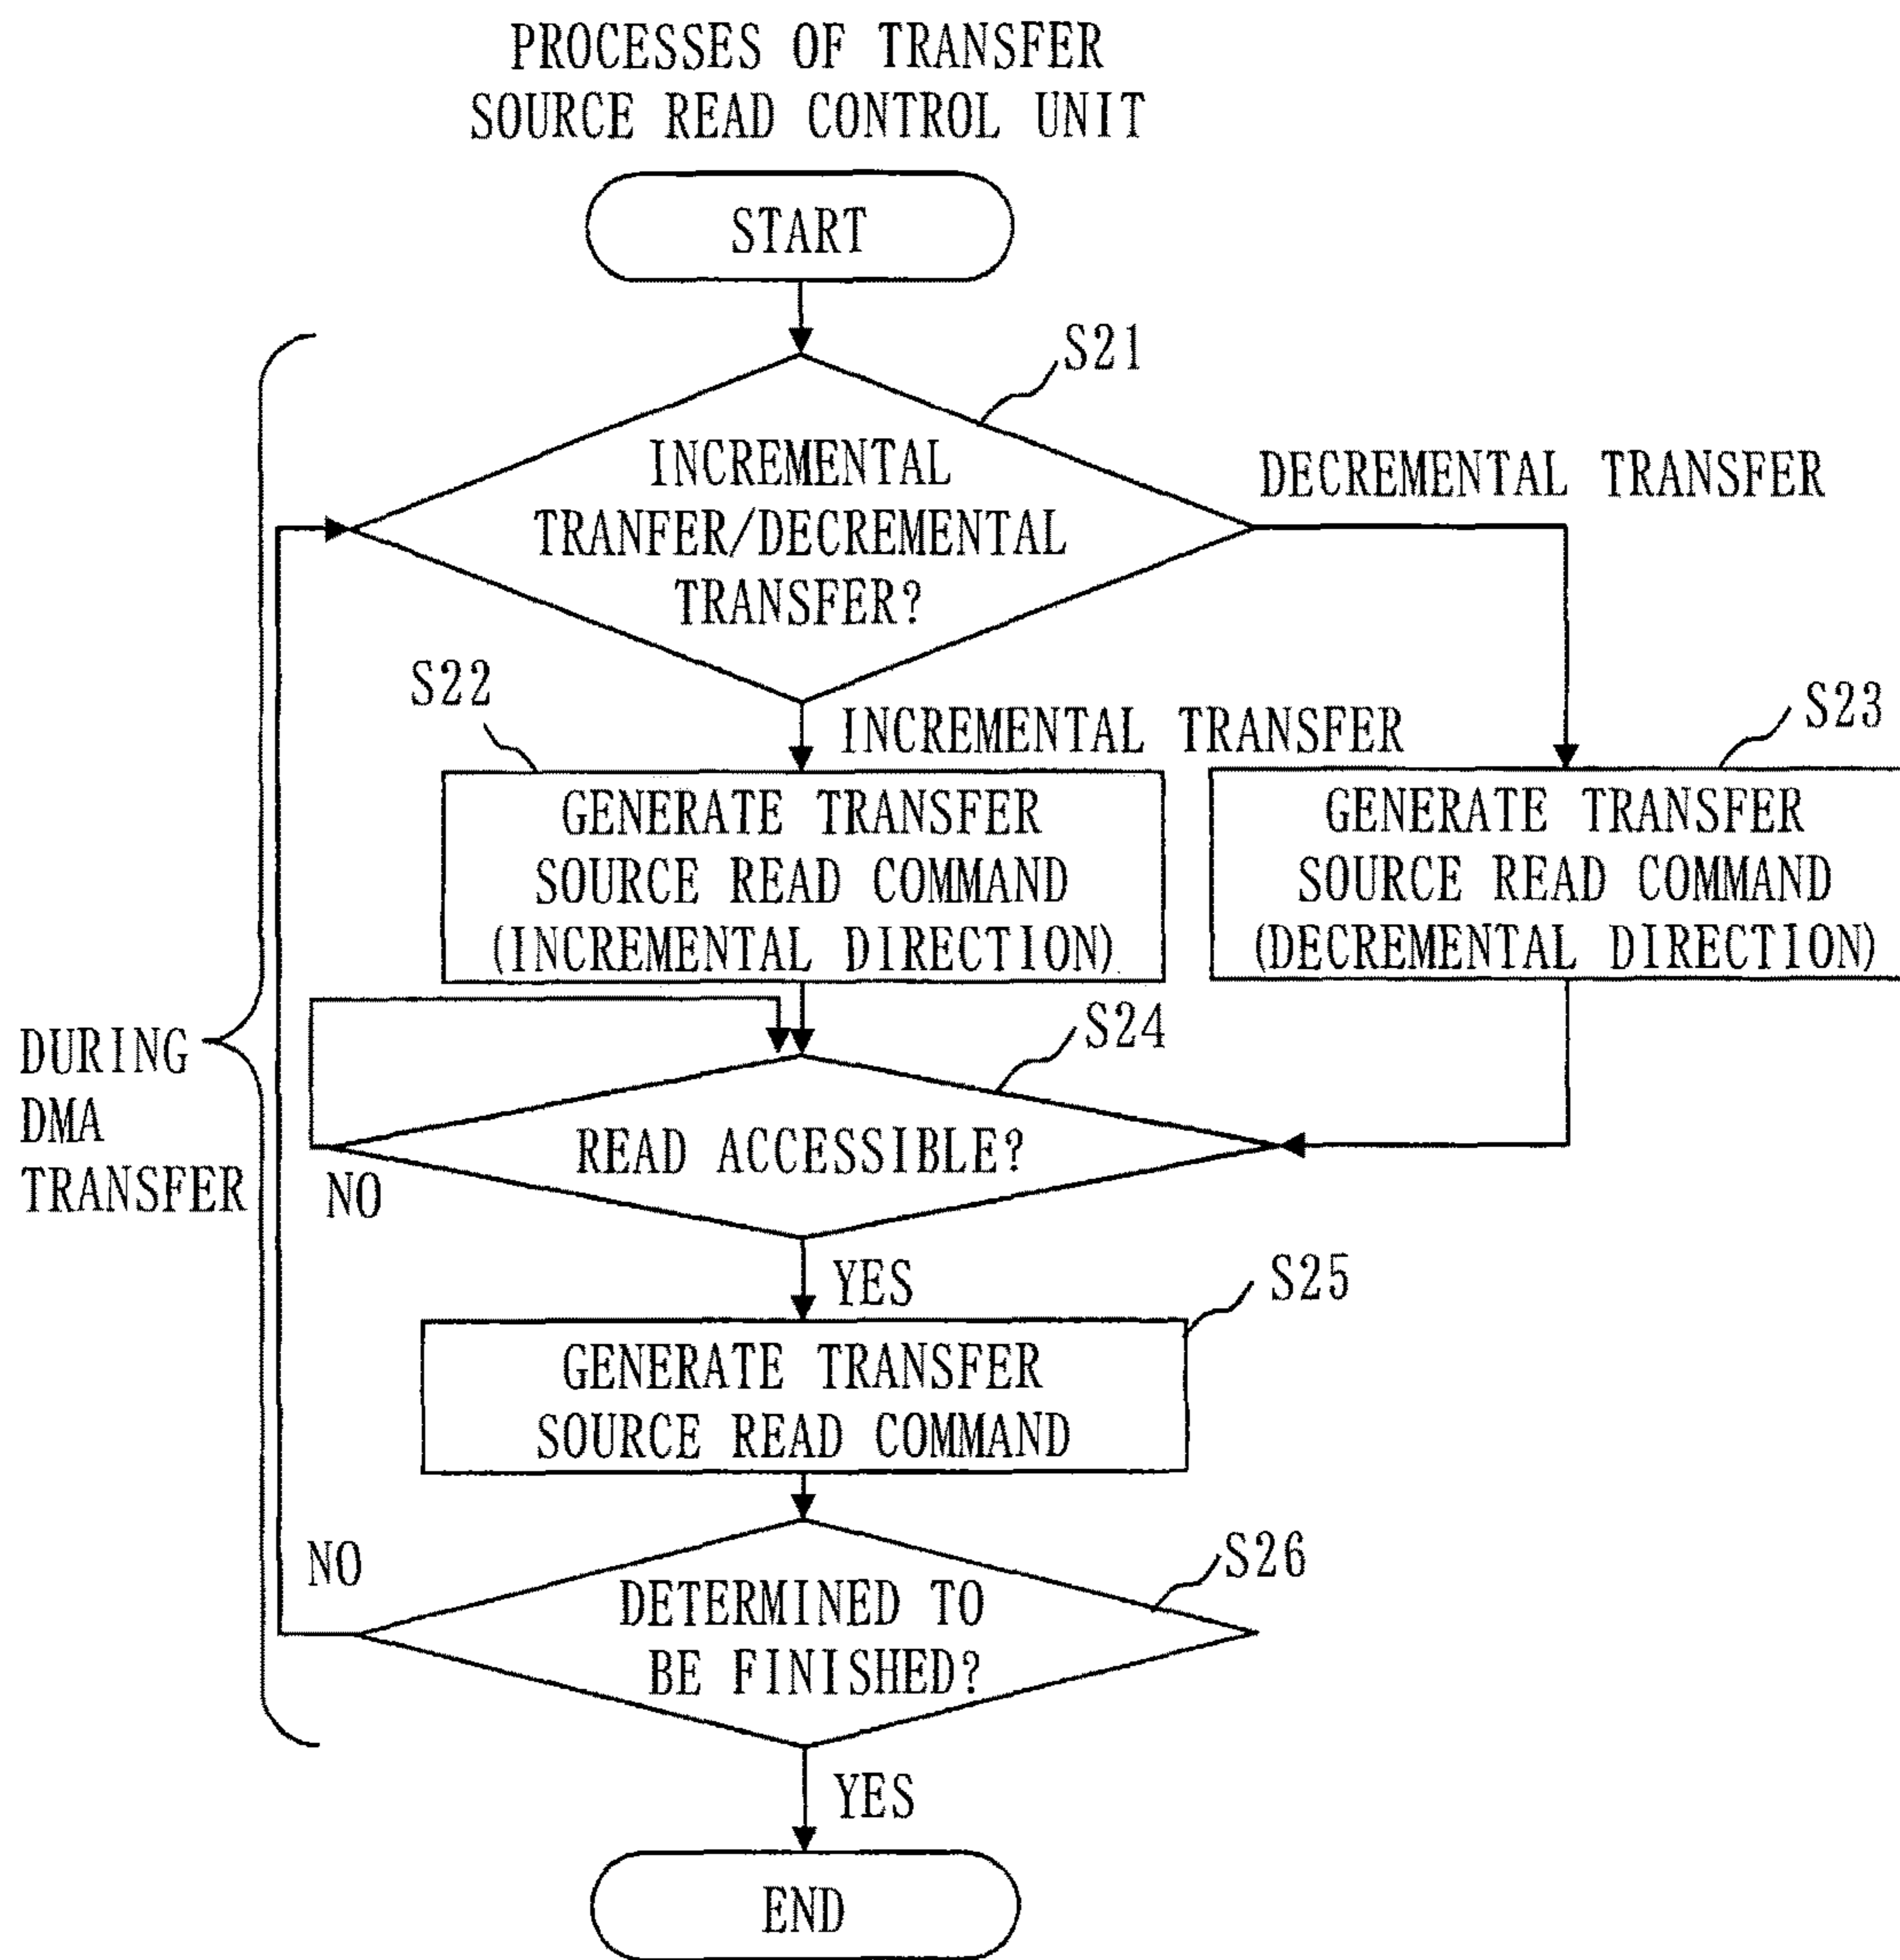 PROCESSES OF TRANSFER
SOURCE READ CONTROL UNIT
START
S21
INCREMENTAL
TRANFER/DECREMENTAL
TRANSFER?
DECREMENTAL TRANSFER
S22
INCREMENTAL TRANSFER
S23
GENERATE TRANSFER
SOURCE READ COMMAND
(INCREMENTAL DIRECTION)
GENERATE TRANSFER
SOURCE READ COMMAND
(DECREMENTAL DIRECTION)
DURING
DMA
TRANSFER
S24
READ ACCESSIBLE?
NO
YES
S25
GENERATE TRANSFER
SOURCE READ COMMAND
NO
S26
DETERMINED TO
BE FINISHED?
YES
END